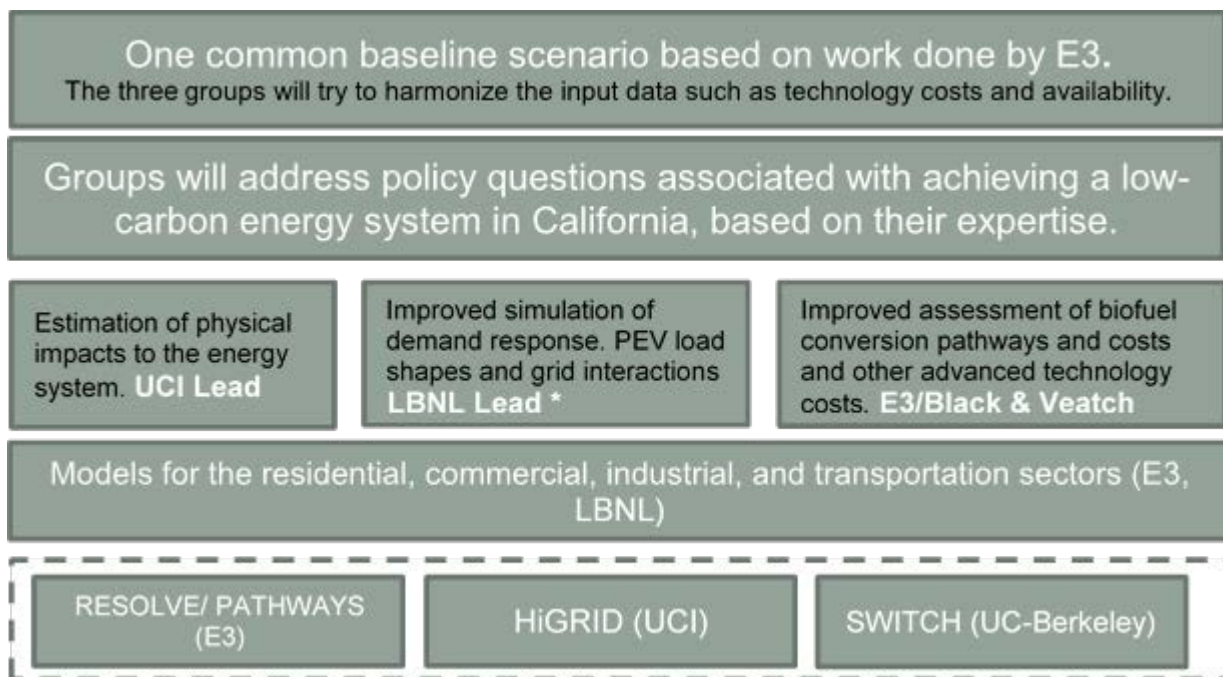 One common baseline scenario based on work done by E3.
The three groups will try to harmonize the input data such as technology costs and availability.
Groups will address policy questions associated with achieving a low-
carbon energy system in California, based on their expertise.
Estimation of physical
impacts to the energy
system. UCI Lead
Improved simulation of
demand response. PEV load
shapes and grid interactions
LBNL Lead *
Improved assessment of biofuel
conversion pathways and costs
and other advanced technology
costs. E3/Black & Veatch
Models for the residential, commercial, industrial, and transportation sectors (E3,
LBNL)
RESOLVE/ PATHWAYS
(E3)
HiGRID (UCI)
SWITCH (UC-Berkeley)